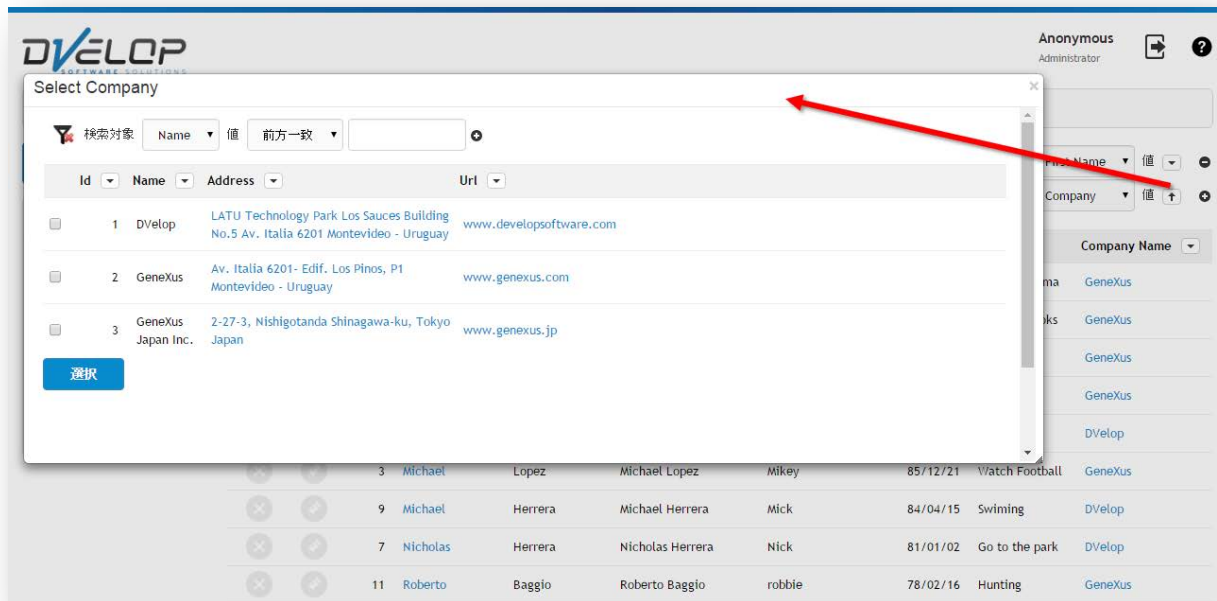 DVELOP
SOFTWARE SOLUTIONS
Anonymous
Administrator
Select Company
検索対象 Name 値 前方一致
First Name 値
Company 値
Id Name Address Url
Company Name
1 DVelop LATU Technology Park Los Sauces Building No.5 Av. Italia 6201 Montevideo - Uruguay www.developsoftware.com
2 GeneXus Av. Italia 6201- Edif. Los Pinos, P1 Montevideo - Uruguay www.genexus.com
3 GeneXus Japan Inc. 2-27-3, Nishigotanda Shinagawa-ku, Tokyo Japan www.genexus.jp
選択
GeneXus
GeneXus
GeneXus
GeneXus
DVelop
3 Michael Lopez Michael Lopez Mikey 85/12/21 Watch Football GeneXus
9 Michael Herrera Michael Herrera Mick 84/04/15 Swiming DVelop
7 Nicholas Herrera Nicholas Herrera Nick 81/01/02 Go to the park DVelop
11 Roberto Baggio Roberto Baggio robbie 78/02/16 Hunting GeneXus